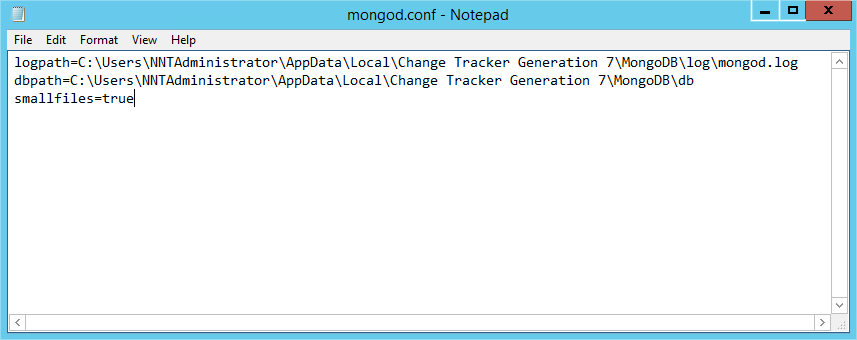 mongod.conf - Notepad
File Edit Format View Help
logpath=C:\Users\NNTAdministrator\AppData\Local\Change Tracker Generation 7\MongoDB\log\mongod.log
dbpath=C:\Users\NNTAdministrator\AppData\Local\Change Tracker Generation 7\MongoDB\db
smallfiles=true